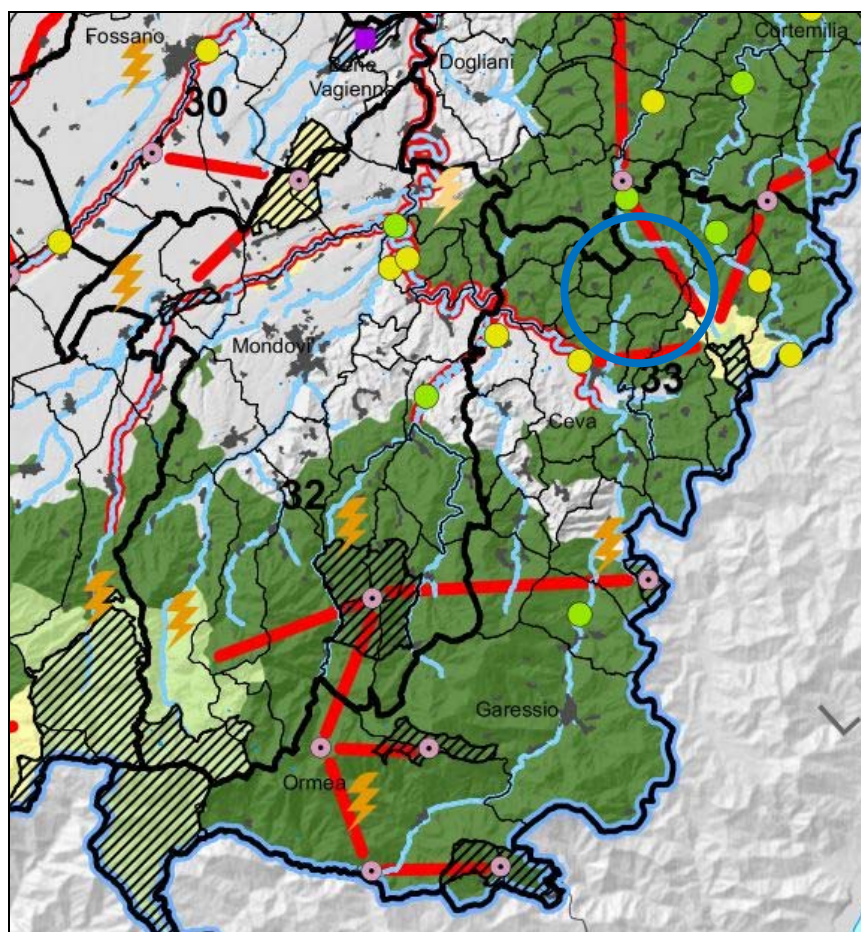 Fossano
Cortemilia
Bene
Vagienna
Dogliani
30
Mondovì
33
Ceva
32
Garessio
Ormea